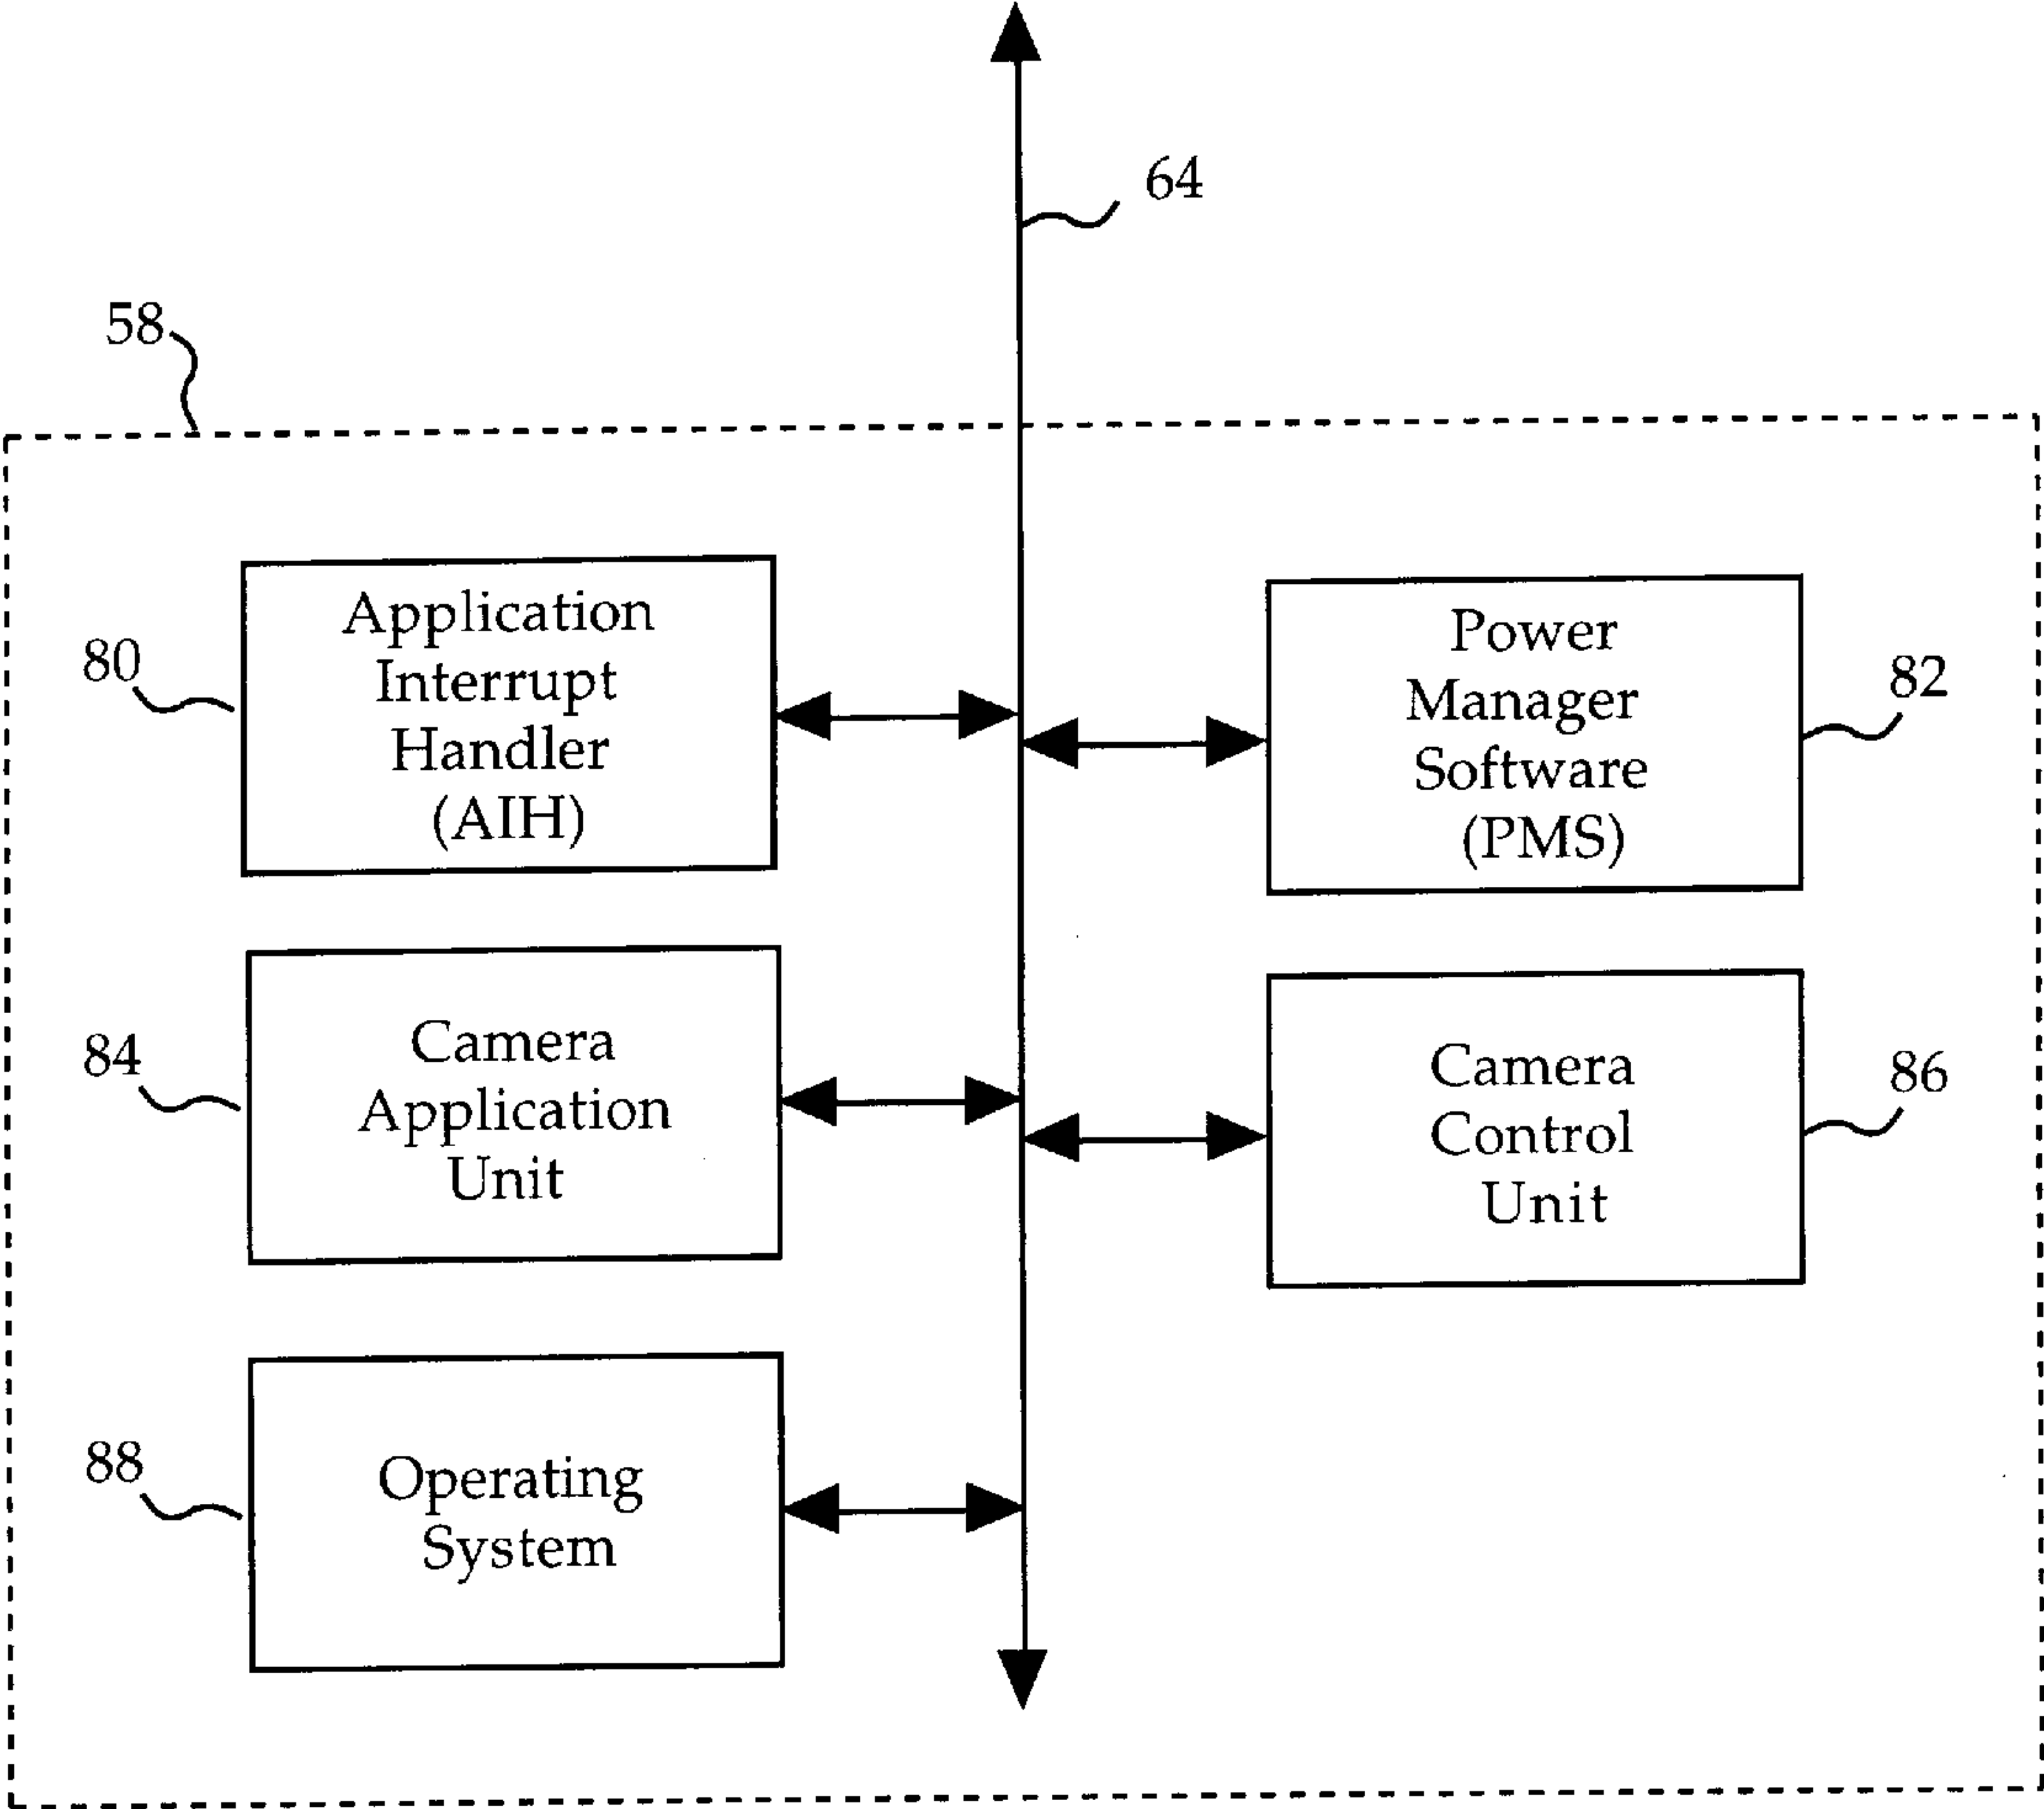 64
58
80
Application
Interrupt
Handler
(AIH)
Power
Manager
Software
(PMS)
82
84
Camera
Application
Unit
Camera
Control
Unit
86
88
Operating
System